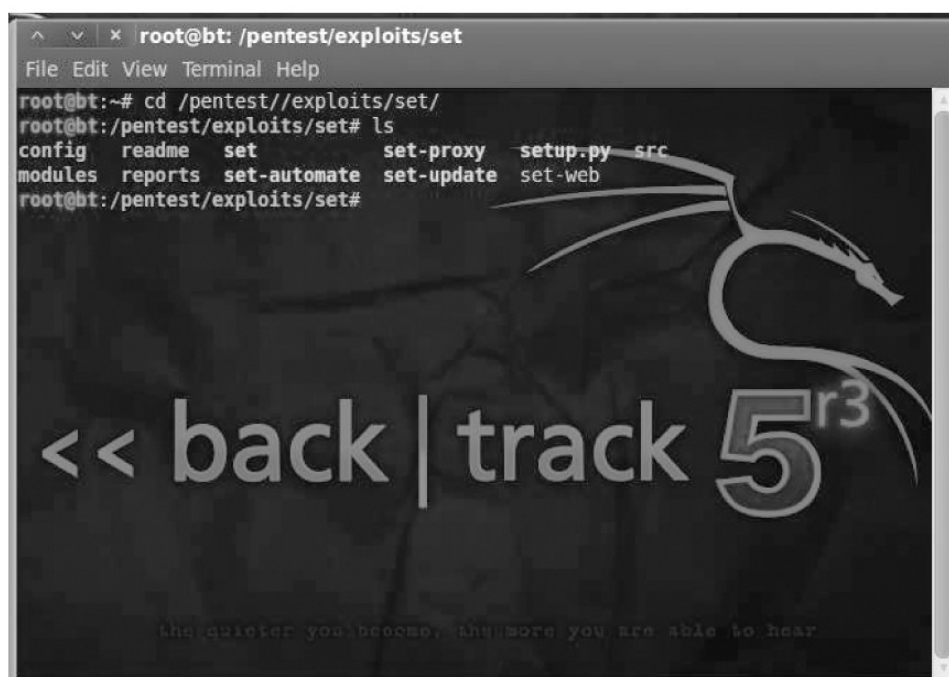 root@bt: /pentest/exploits/set
File Edit View Terminal Help
root@bt:~# cd /pentest//exploits/set/
root@bt:/pentest/exploits/set# ls
config readme set set-proxy setup.py src
modules reports set-automate set-update set-web
root@bt:/pentest/exploits/set#
<< back | track 5 r3
the quieter you become, the more you are able to hear